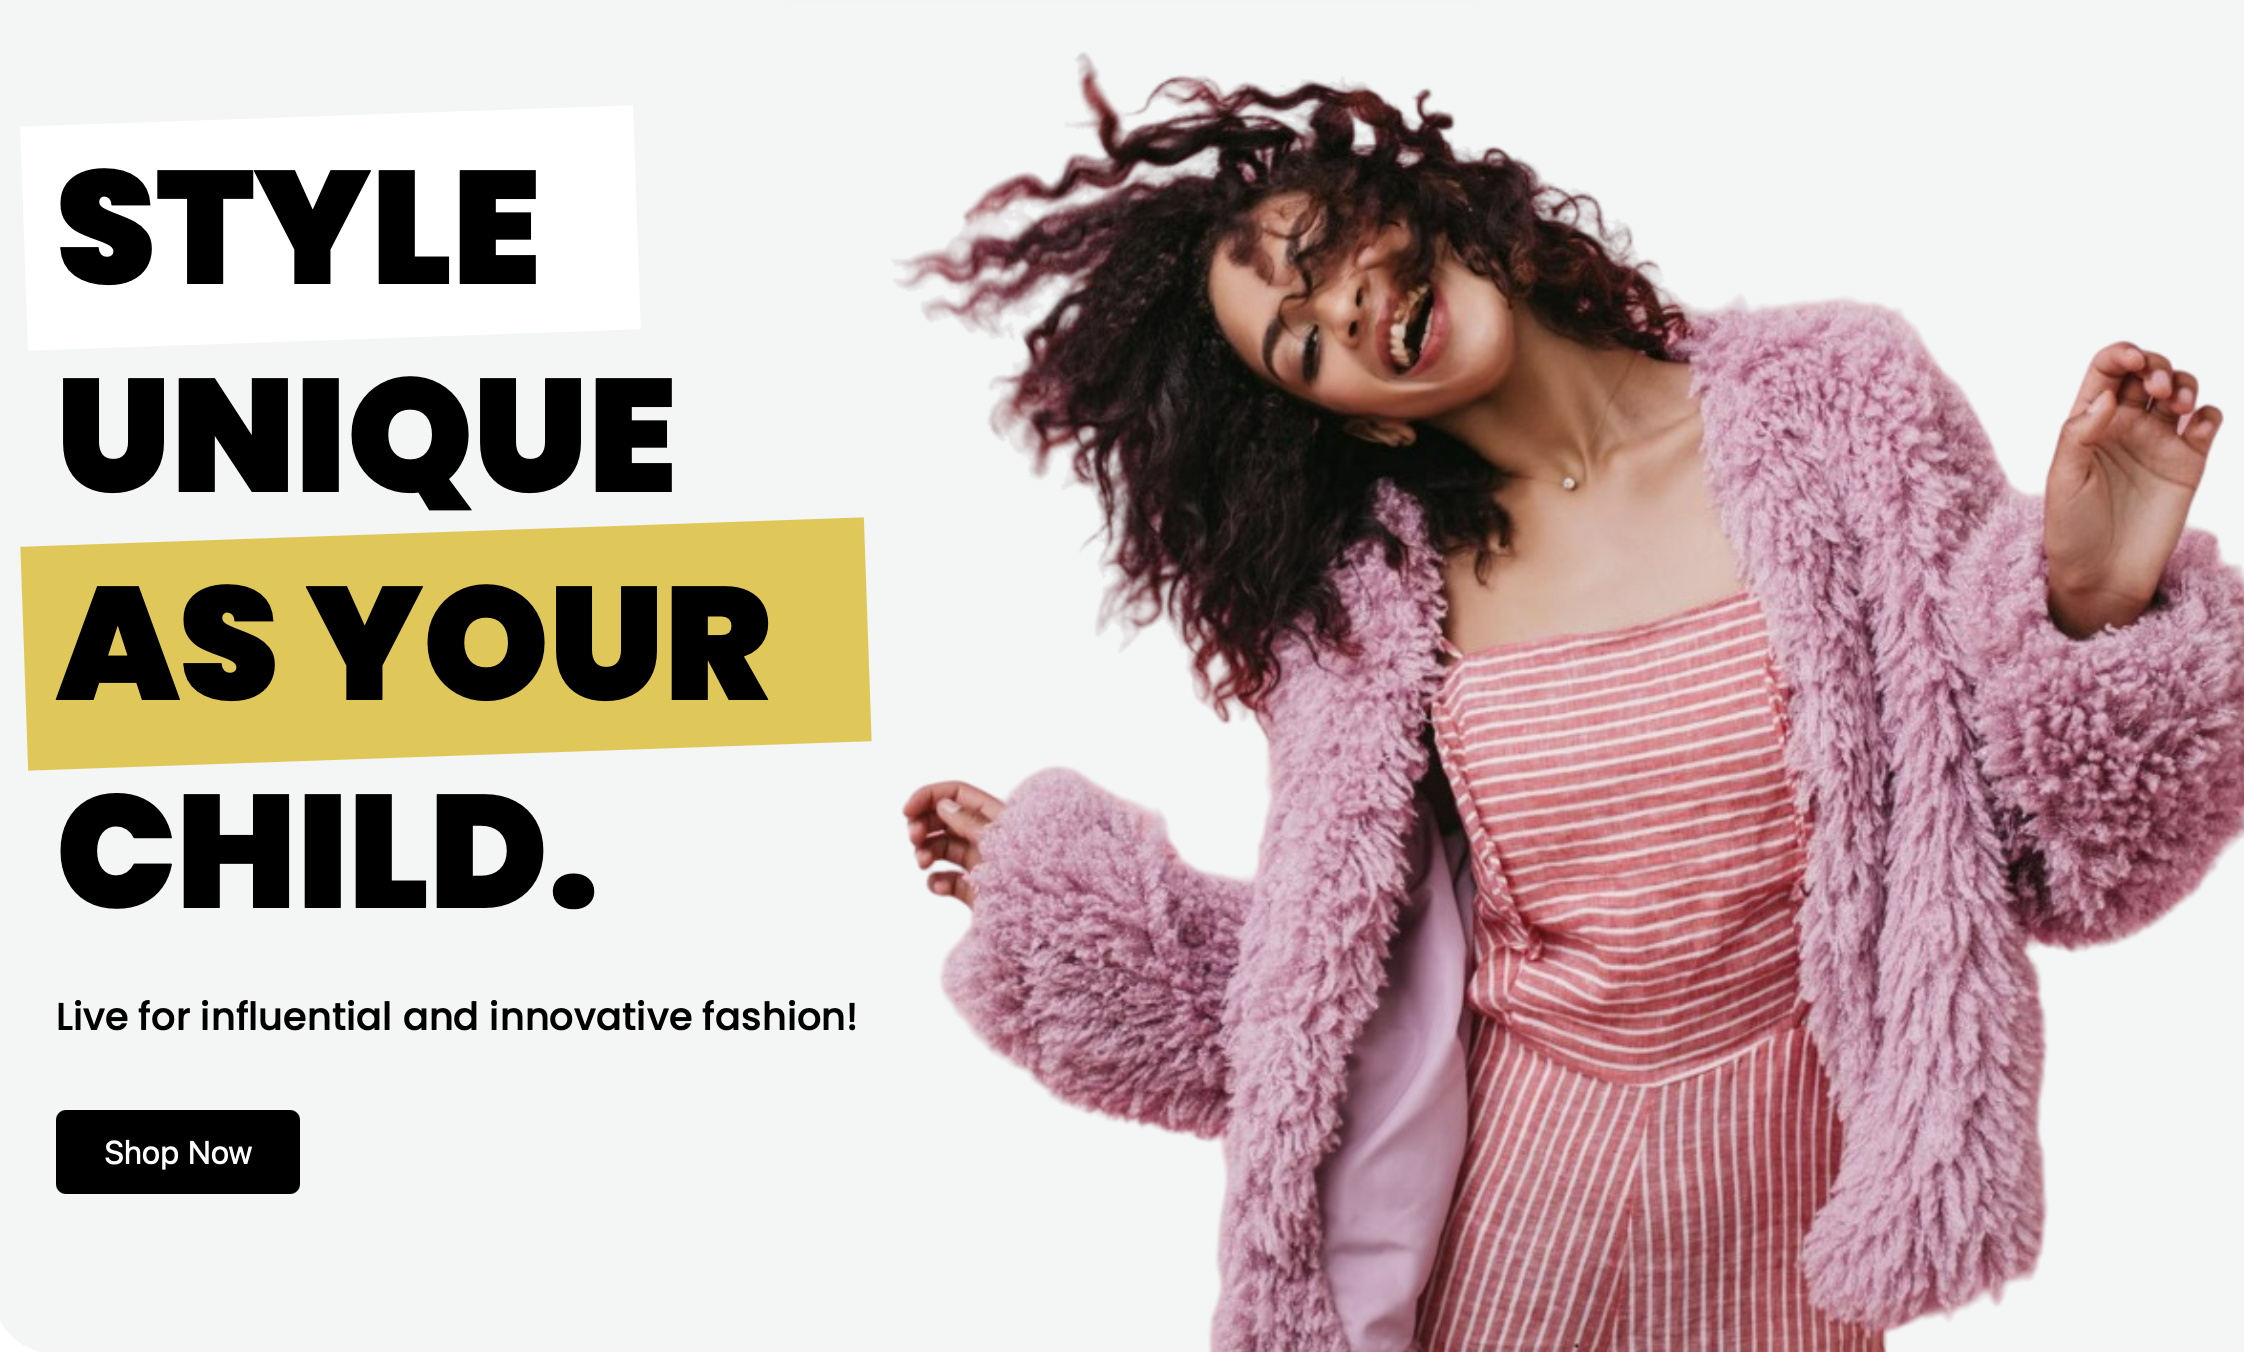 STYLE
UNIQUE
AS YOUR
CHILD.
Live for influential and innovative fashion!
Shop Now